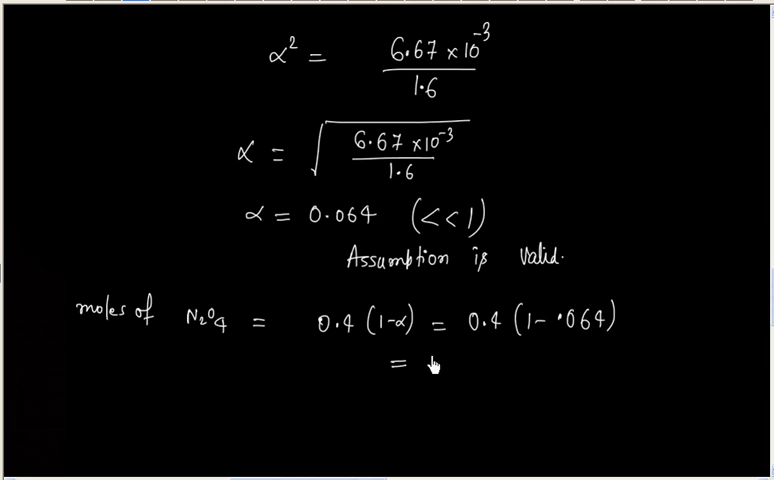 α² = 6.67 × 10⁻³ / 1.6
α = √(6.67 × 10⁻³ / 1.6)
α = 0.064 (<< 1)
Assumption is valid.
moles of N₂O₄ = 0.4 (1-α) = 0.4 (1- .064)
=